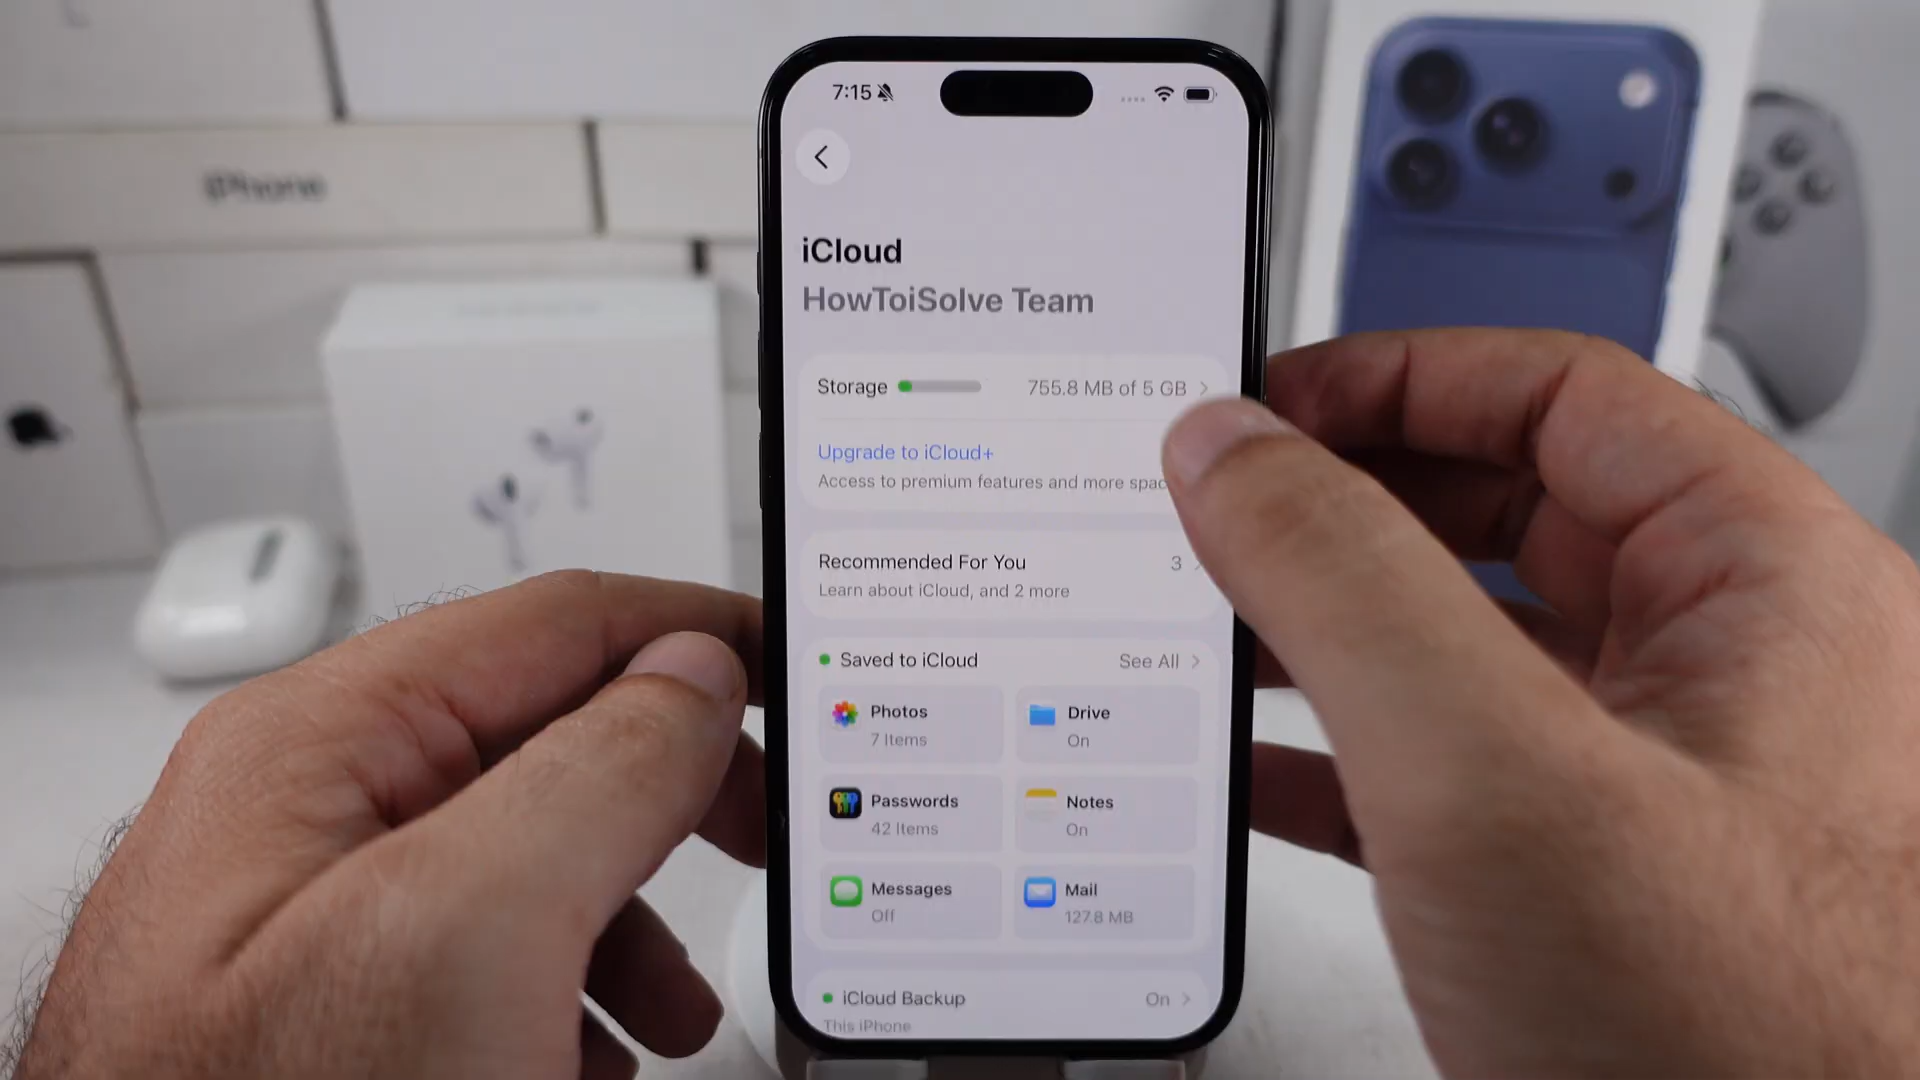 iPhone
7:15
iCloud
HowToiSolve Team
Storage 755.8 MB of 5 GB
Upgrade to iCloud+
Access to premium features and more spac
Recommended For You 3
Learn about iCloud, and 2 more
Saved to iCloud See All
Photos
7 Items
Drive
On
Passwords
42 Items
Notes
On
Messages
Off
Mail
127.8 MB
iCloud Backup On
This iPhone